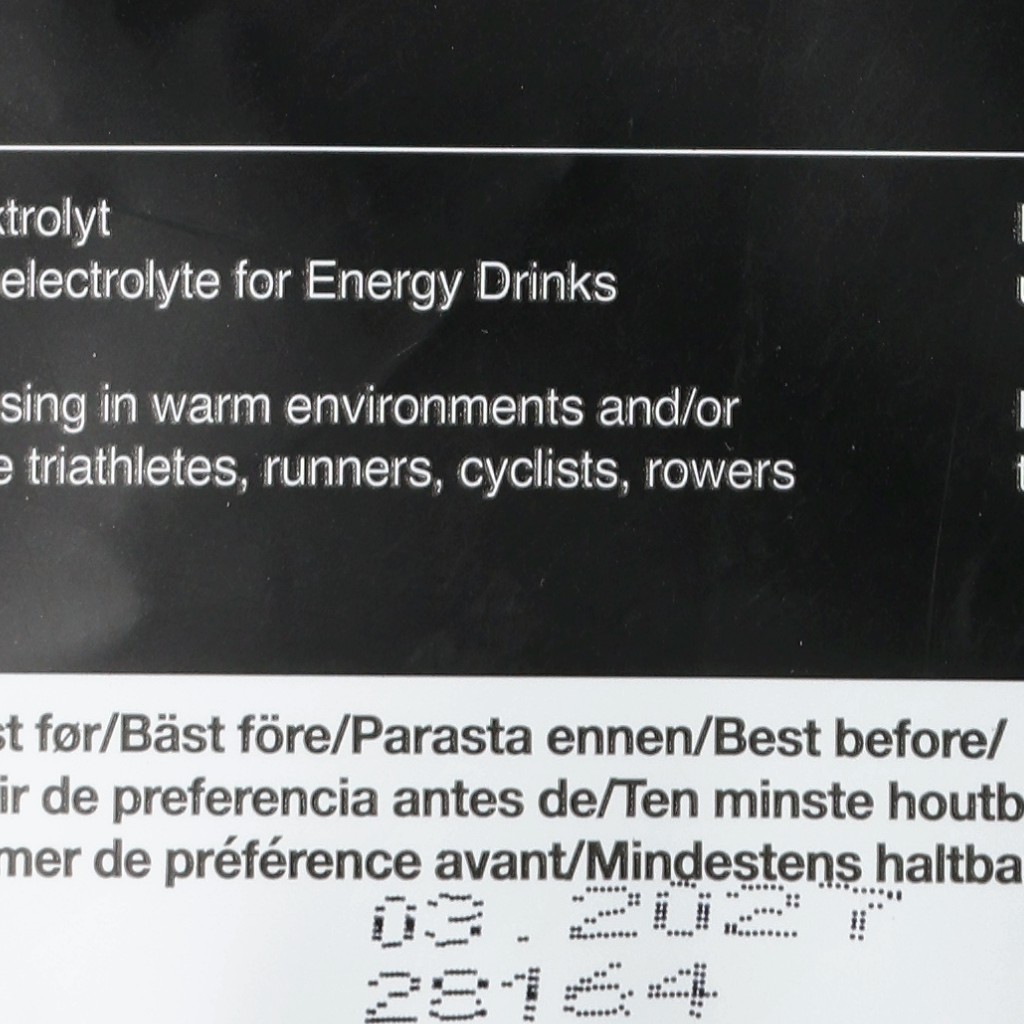 ktrolyt
electrolyte for Energy Drinks
sing in warm environments and/or
e triathletes, runners, cyclists, rowers
st før/Bäst före/Parasta ennen/Best before/
ir de preferencia antes de/Ten minste houtb
mer de préférence avant/Mindestens haltba
03.2027
28164